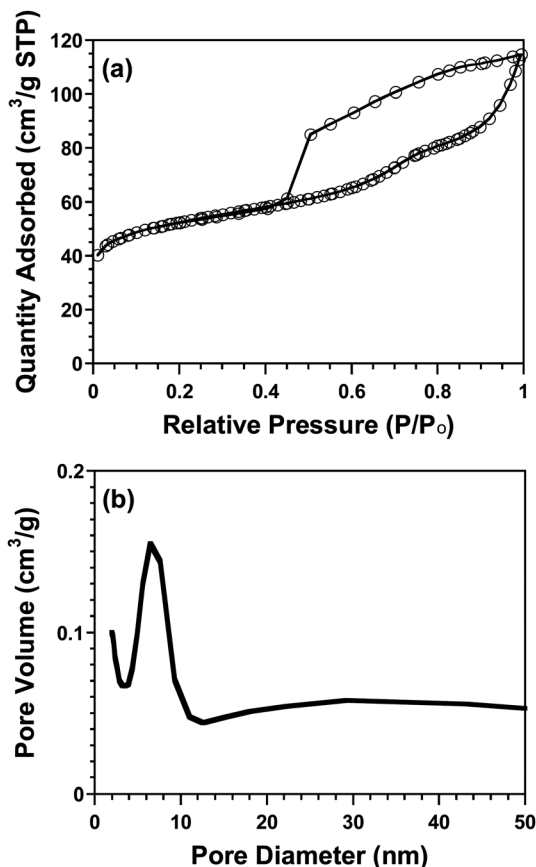 (a)
Quantity Adsorbed (cm³/g STP)
120
100
80
60
40
20
0
0 0.2 0.4 0.6 0.8 1
Relative Pressure (P/Po)
(b)
Pore Volume (cm³/g)
0.2
0.1
0
0 10 20 30 40 50
Pore Diameter (nm)